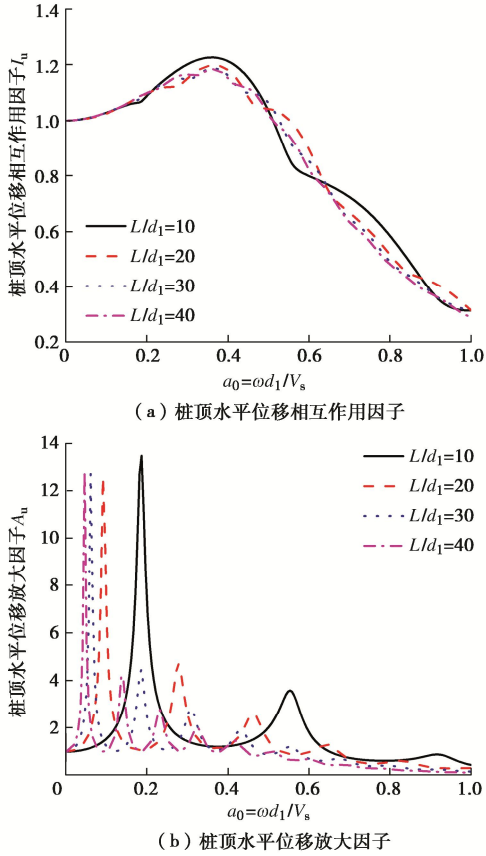 桩顶水平位移相互作用因子Iu
1.4
1.2
1.0
0.8
0.6
0.4
0.2
L/d1=10
L/d1=20
L/d1=30
L/d1=40
0 0.2 0.4 0.6 0.8 1.0
a0=ωd1/Vs
(a) 桩顶水平位移相互作用因子
桩顶水平位移放大因子Au
14
12
10
8
6
4
2
L/d1=10
L/d1=20
L/d1=30
L/d1=40
0 0.2 0.4 0.6 0.8 1.0
a0=ωd1/Vs
(b) 桩顶水平位移放大因子